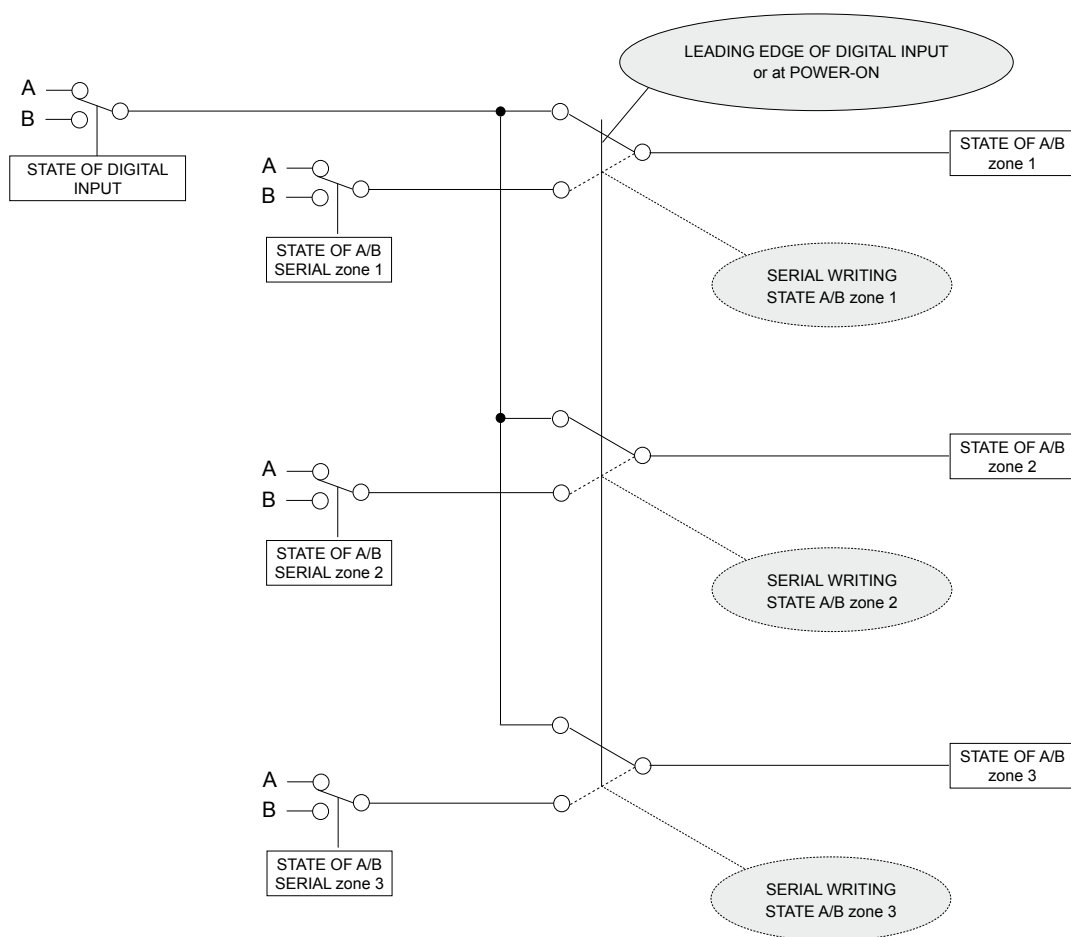 LEADING EDGE OF DIGITAL INPUT
or at POWER-ON
A
B
STATE OF DIGITAL
INPUT
STATE OF A/B
zone 1
A
B
STATE OF A/B
SERIAL zone 1
SERIAL WRITING
STATE A/B zone 1
STATE OF A/B
zone 2
A
B
STATE OF A/B
SERIAL zone 2
SERIAL WRITING
STATE A/B zone 2
STATE OF A/B
zone 3
A
B
STATE OF A/B
SERIAL zone 3
SERIAL WRITING
STATE A/B zone 3